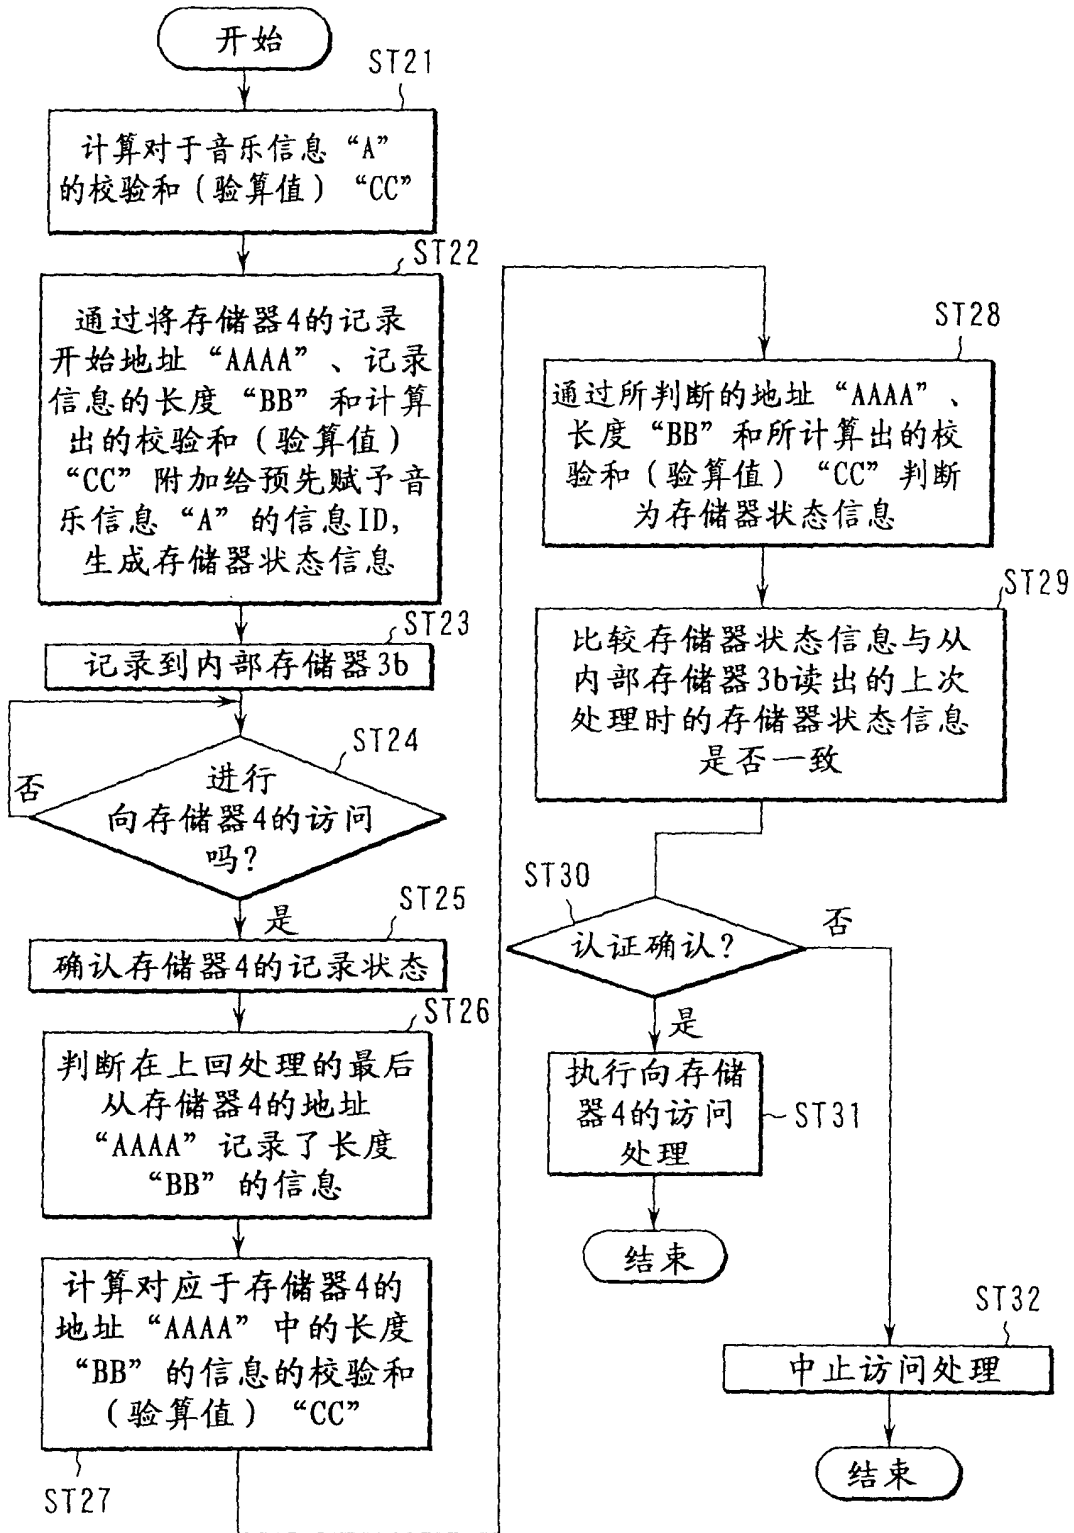 开始
ST21
计算对于音乐信息“A”
的校验和(验算值)“CC”
ST22
通过将存储器4的记录
开始地址“AAAA”、记录
信息的长度“BB”和计算
出的校验和(验算值)
“CC”附加给预先赋予音
乐信息“A”的信息ID,
生成存储器状态信息
ST23
记录到内部存储器3b
ST24
进行
向存储器4的访问
吗?
否
是
ST25
确认存储器4的记录状态
ST26
判断在上回处理的最后
从存储器4的地址
“AAAA”记录了长度
“BB”的信息
计算对应于存储器4的
地址“AAAA”中的长度
“BB”的信息的校验和
(验算值)“CC”
ST27
ST28
通过所判断的地址“AAAA”、
长度“BB”和所计算出的校
验和(验算值)“CC”判断
为存储器状态信息
ST29
比较存储器状态信息与从
内部存储器3b读出的上次
处理时的存储器状态信息
是否一致
ST30
认证确认?
否
是
执行向存储
器4的访问
处理
ST31
结束
ST32
中止访问处理
结束